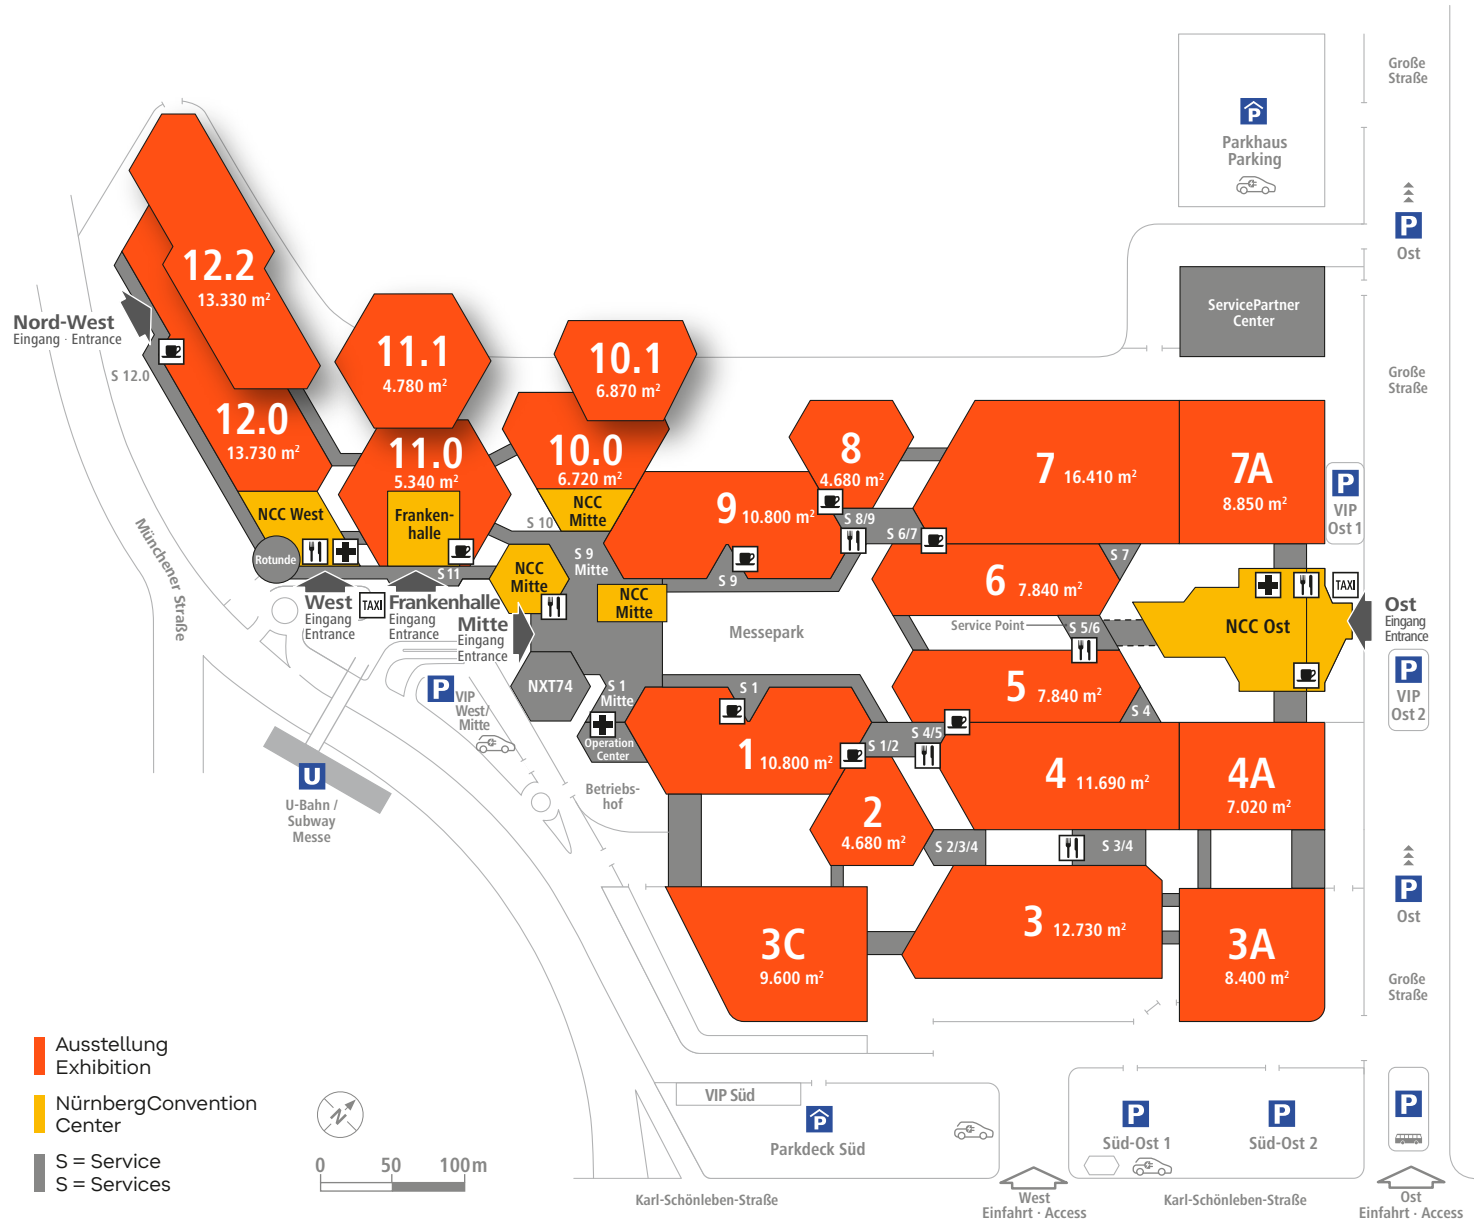 Große
Straße
P
Parkhaus
Parking
P
Ost
ServicePartner
Center
12.2
13.330 m²
Nord-West
Eingang · Entrance
S 12.0
11.1
4.780 m²
10.1
6.870 m²
Große
Straße
12.0
13.730 m²
11.0
5.340 m²
10.0
6.720 m²
8
4.680 m²
7 16.410 m²
7A
8.850 m²
P
VIP
Ost 1
NCC West
Franken-
halle
NCC
Mitte
S 10
9 10.800 m²
S 8/9
S 6/7
Münchener Straße
Rotunde
S 11
NCC
Mitte
S 9
Mitte
S 9
NCC
Mitte
6 7.840 m²
S 7
TAXI
West
Eingang
Entrance
TAXI
Frankenhalle
Eingang
Entrance
Mitte
Eingang
Entrance
Messepark
Service Point
S 5/6
NCC Ost
Ost
Eingang
Entrance
P
VIP
Ost 2
NXT74
P
VIP
West/
Mitte
S 1
Mitte
S 1
5 7.840 m²
S 4
Operation
Center
1 10.800 m²
S 1/2
S 4/5
4 11.690 m²
4A
7.020 m²
U
U-Bahn /
Subway
Messe
Betriebs-
hof
2
4.680 m²
S 2/3/4
S 3/4
P
Ost
3C
9.600 m²
3 12.730 m²
3A
8.400 m²
Große
Straße
Ausstellung
Exhibition
NürnbergConvention
Center
S = Service
S = Services
N
0 50 100 m
VIP Süd
P
Parkdeck Süd
P
Süd-Ost 1
P
Süd-Ost 2
P
Karl-Schönleben-Straße
West
Einfahrt · Access
Karl-Schönleben-Straße
Ost
Einfahrt · Access